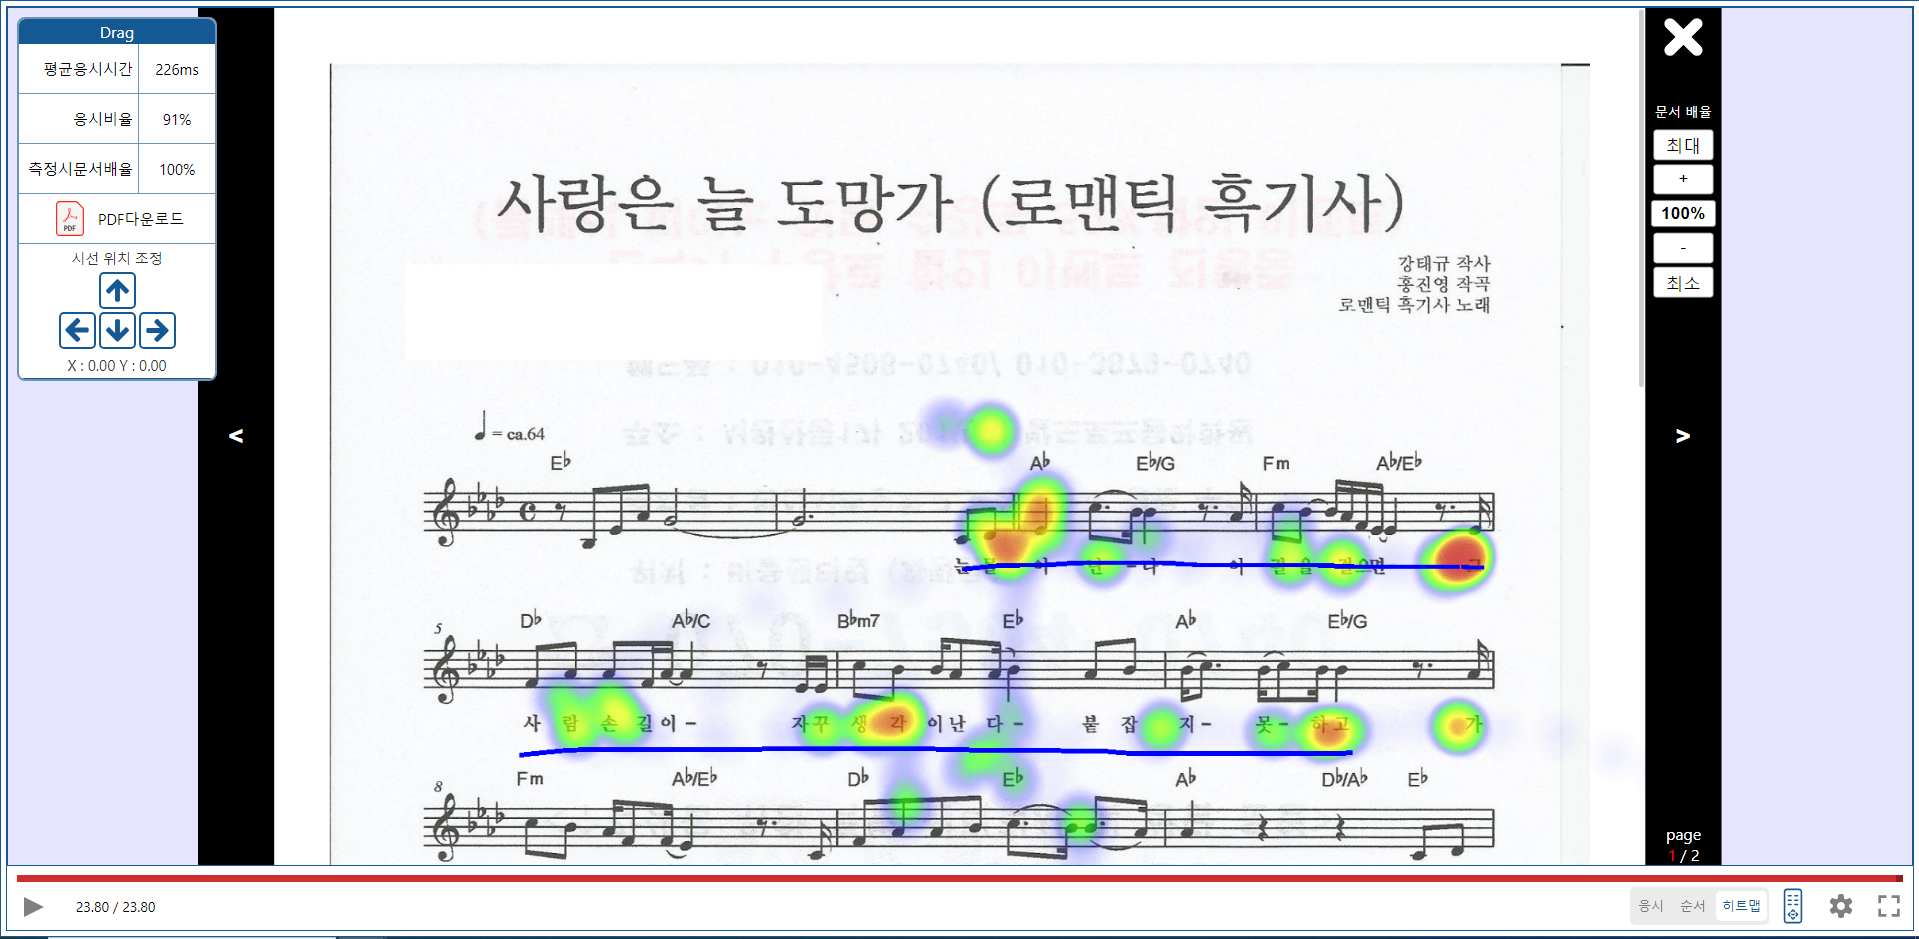 Drag
평균응시시간 226ms
응시비율 91%
측정시문서배율 100%
PDF
PDF다운로드
시선 위치 조정
X : 0.00 Y : 0.00
<
사랑은 늘 도망가 (로맨틱 흑기사)
강태규 작사
홍진영 작곡
로맨틱 흑기사 노래
= ca.64
E♭ A♭ E♭/G Fm A♭/E♭
눈 물 이 난 - 다 이 길 을 걸으면 그
5
D♭ A♭/C B♭m7 E♭ A♭ E♭/G
사 람 손 길 이 - 자꾸 생 각 이 난 다 - 붙 잡 지 - 못 - 하고 가
8
Fm A♭/E♭ D♭ E♭ A♭ D♭/A♭ E♭
문서 배율
최대
+
100%
-
최소
>
page
1 / 2
23.80 / 23.80
응시 순서 히트맵